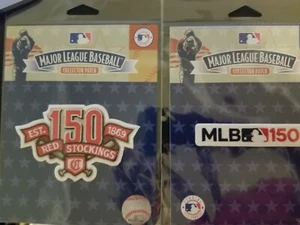 MAJOR LEAGUE BASEBALL
COLLECTOR PATCH
EST. 150 1869
RED STOCKINGS
C
MAJOR LEAGUE BASEBALL
COLLECTOR PATCH
MLB 150